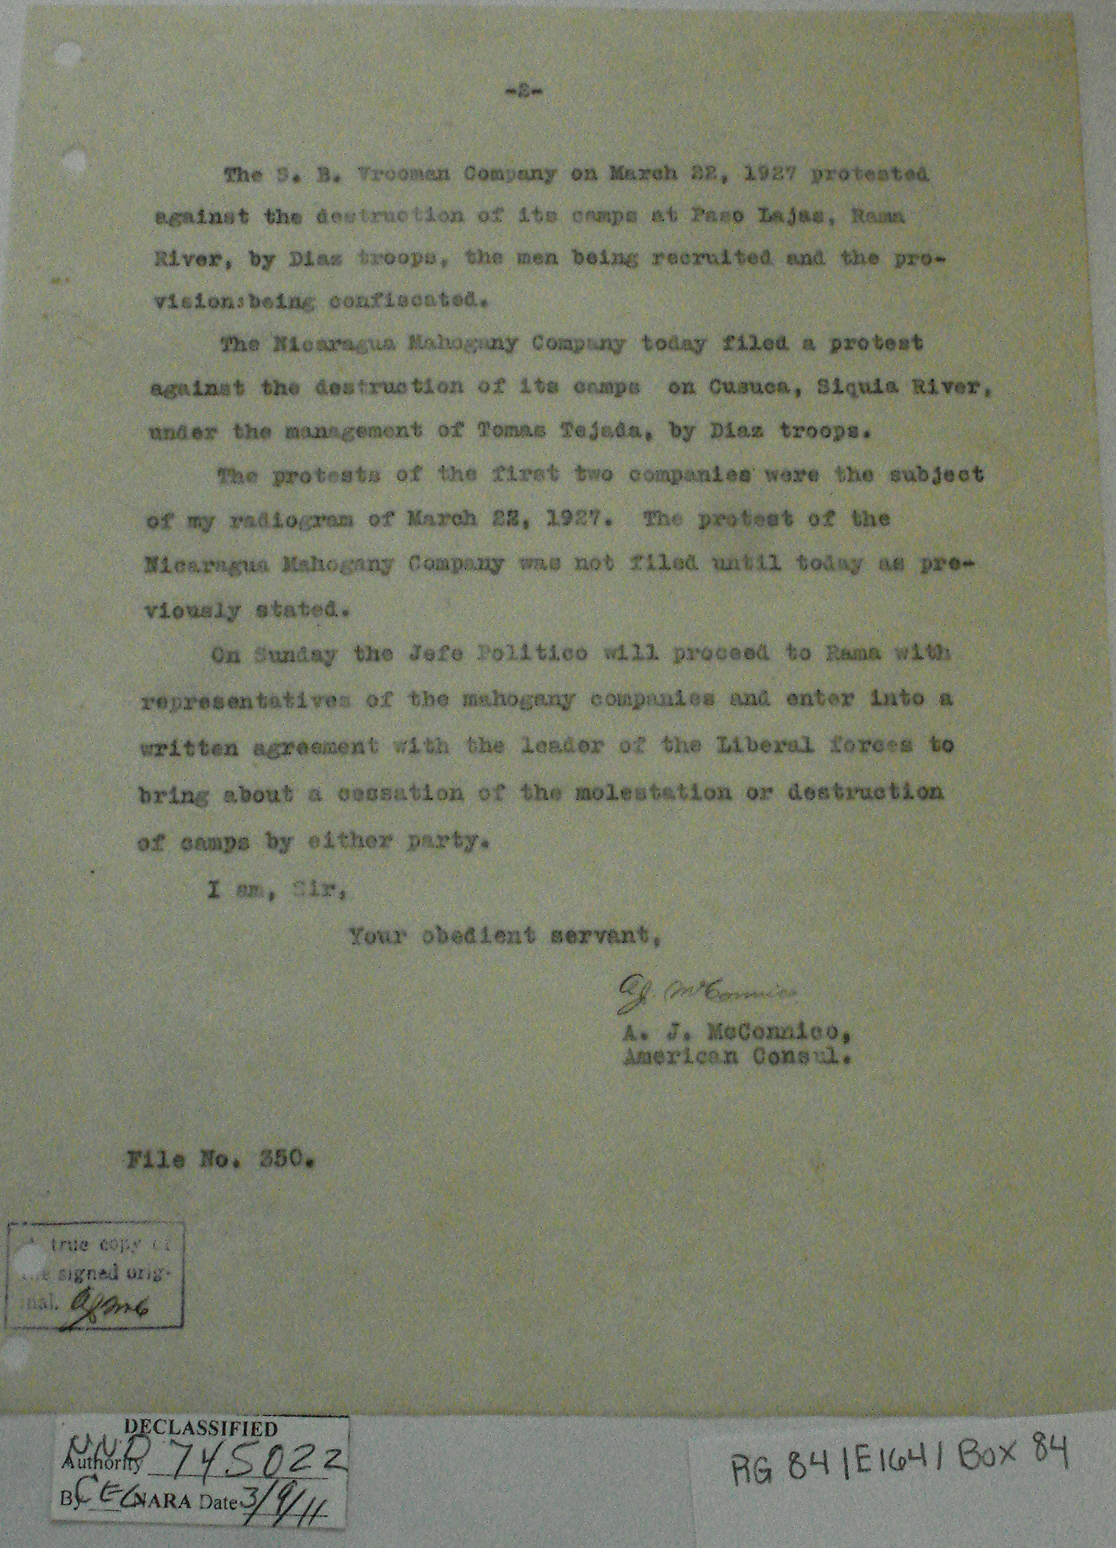 -2-
The S. B. Vrooman Company on March 22, 1927 protested
against the destruction of its camps at Paso Lajas, Rama
River, by Diaz troops, the men being recruited and the pro-
visions being confiscated.
The Nicaragua Mahogany Company today filed a protest
against the destruction of its camps on Cusuca, Siquia River,
under the management of Tomas Tejada, by Diaz troops.
The protests of the first two companies were the subject
of my radiogram of March 22, 1927. The protest of the
Nicaragua Mahogany Company was not filed until today as pre-
viously stated.
On Sunday the Jefe Politico will proceed to Rama with
representatives of the mahogany companies and enter into a
written agreement with the leader of the Liberal forces to
bring about a cessation of the molestation or destruction
of camps by either party.
I am, Sir,
Your obedient servant,
A J. McConnico
A. J. McConnico,
American Consul.
File No. 350.
A true copy of
the signed orig-
inal. AJMcC
DECLASSIFIED
Authority NND 745022
By CEG NARA Date 3/9/11
RG 84 | E1641 Box 84